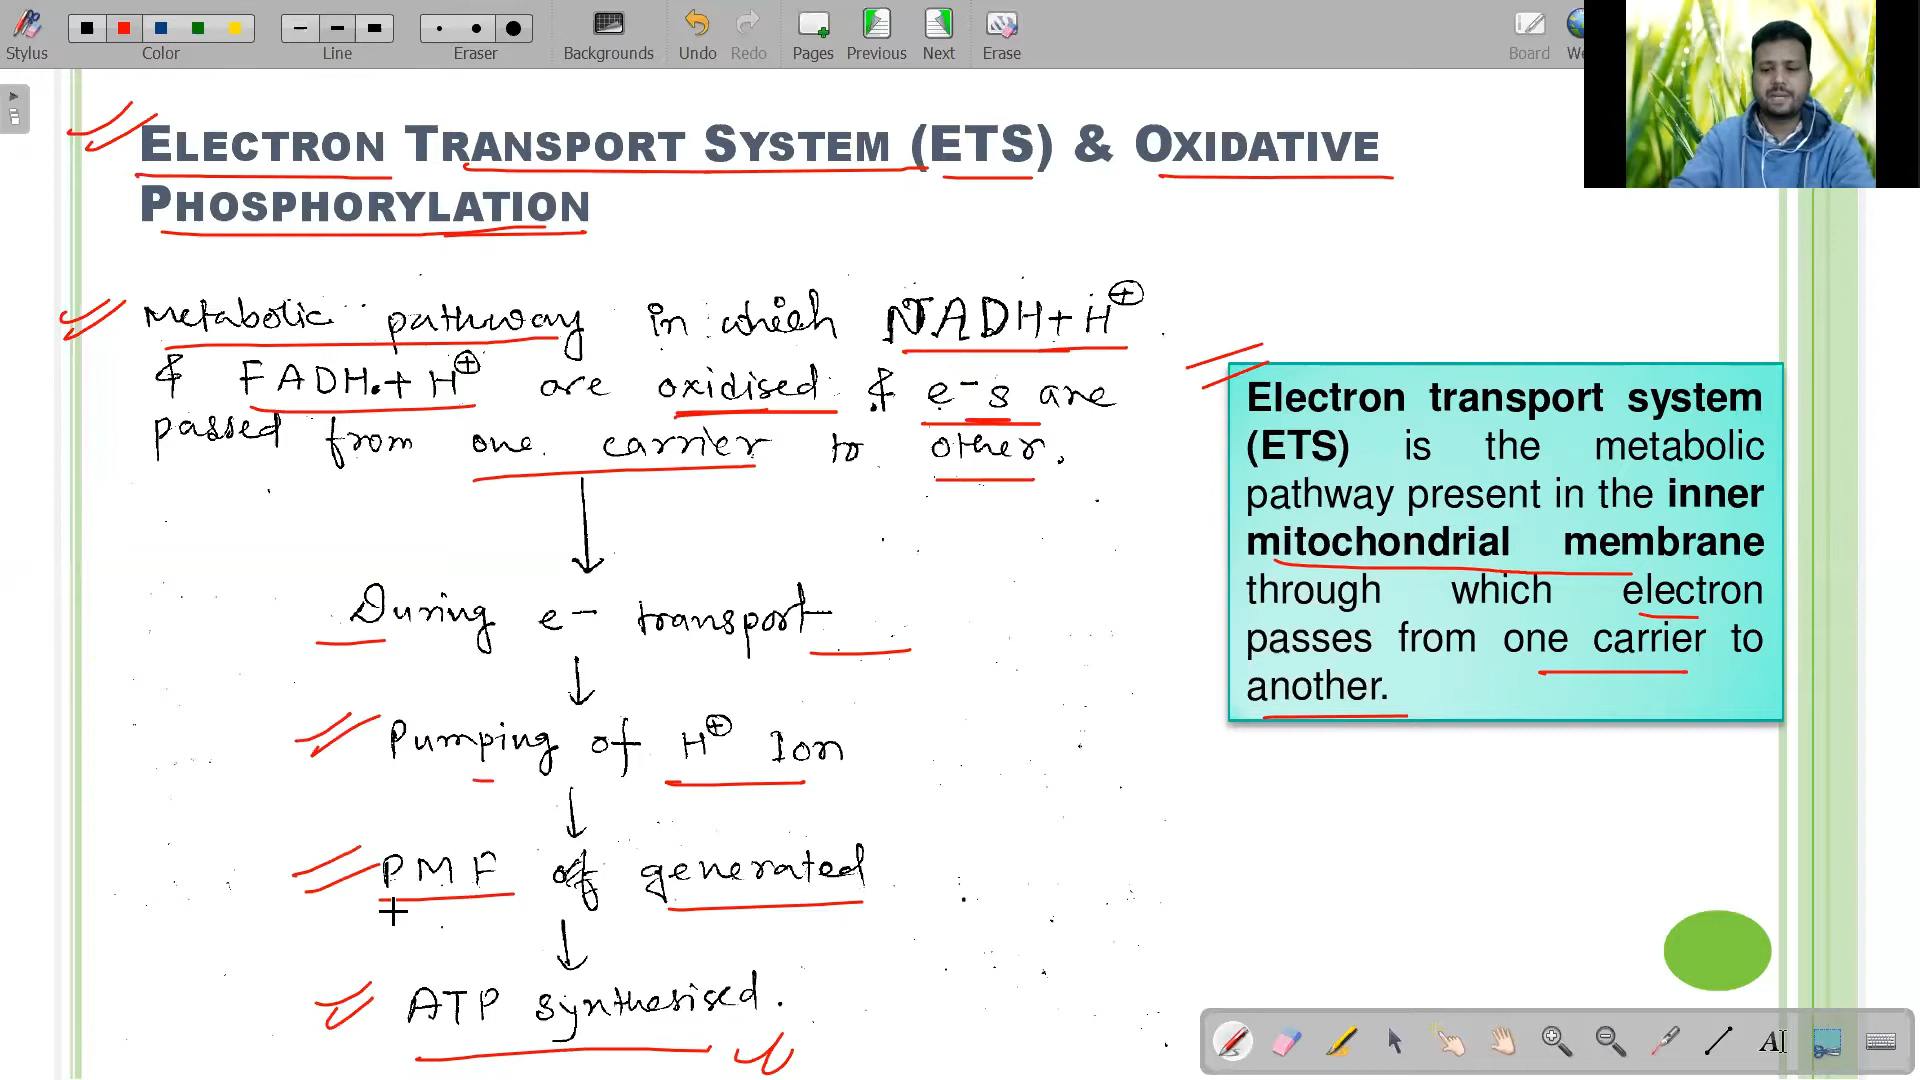 Stylus
Color
Line
Eraser
Backgrounds
Undo
Redo
Pages
Previous
Next
Erase
Board
ELECTRON TRANSPORT SYSTEM (ETS) & OXIDATIVE
PHOSPHORYLATION
Metabolic pathway in which NADH+H⊕
& FADH.+ H⊕ are oxidised & e-s are
passed from one carrier to other.
During e- transport
Pumping of H⊕ Ion
PMF generated
ATP synthesised.
Electron transport system
(ETS) is the metabolic
pathway present in the inner
mitochondrial membrane
through which electron
passes from one carrier to
another.